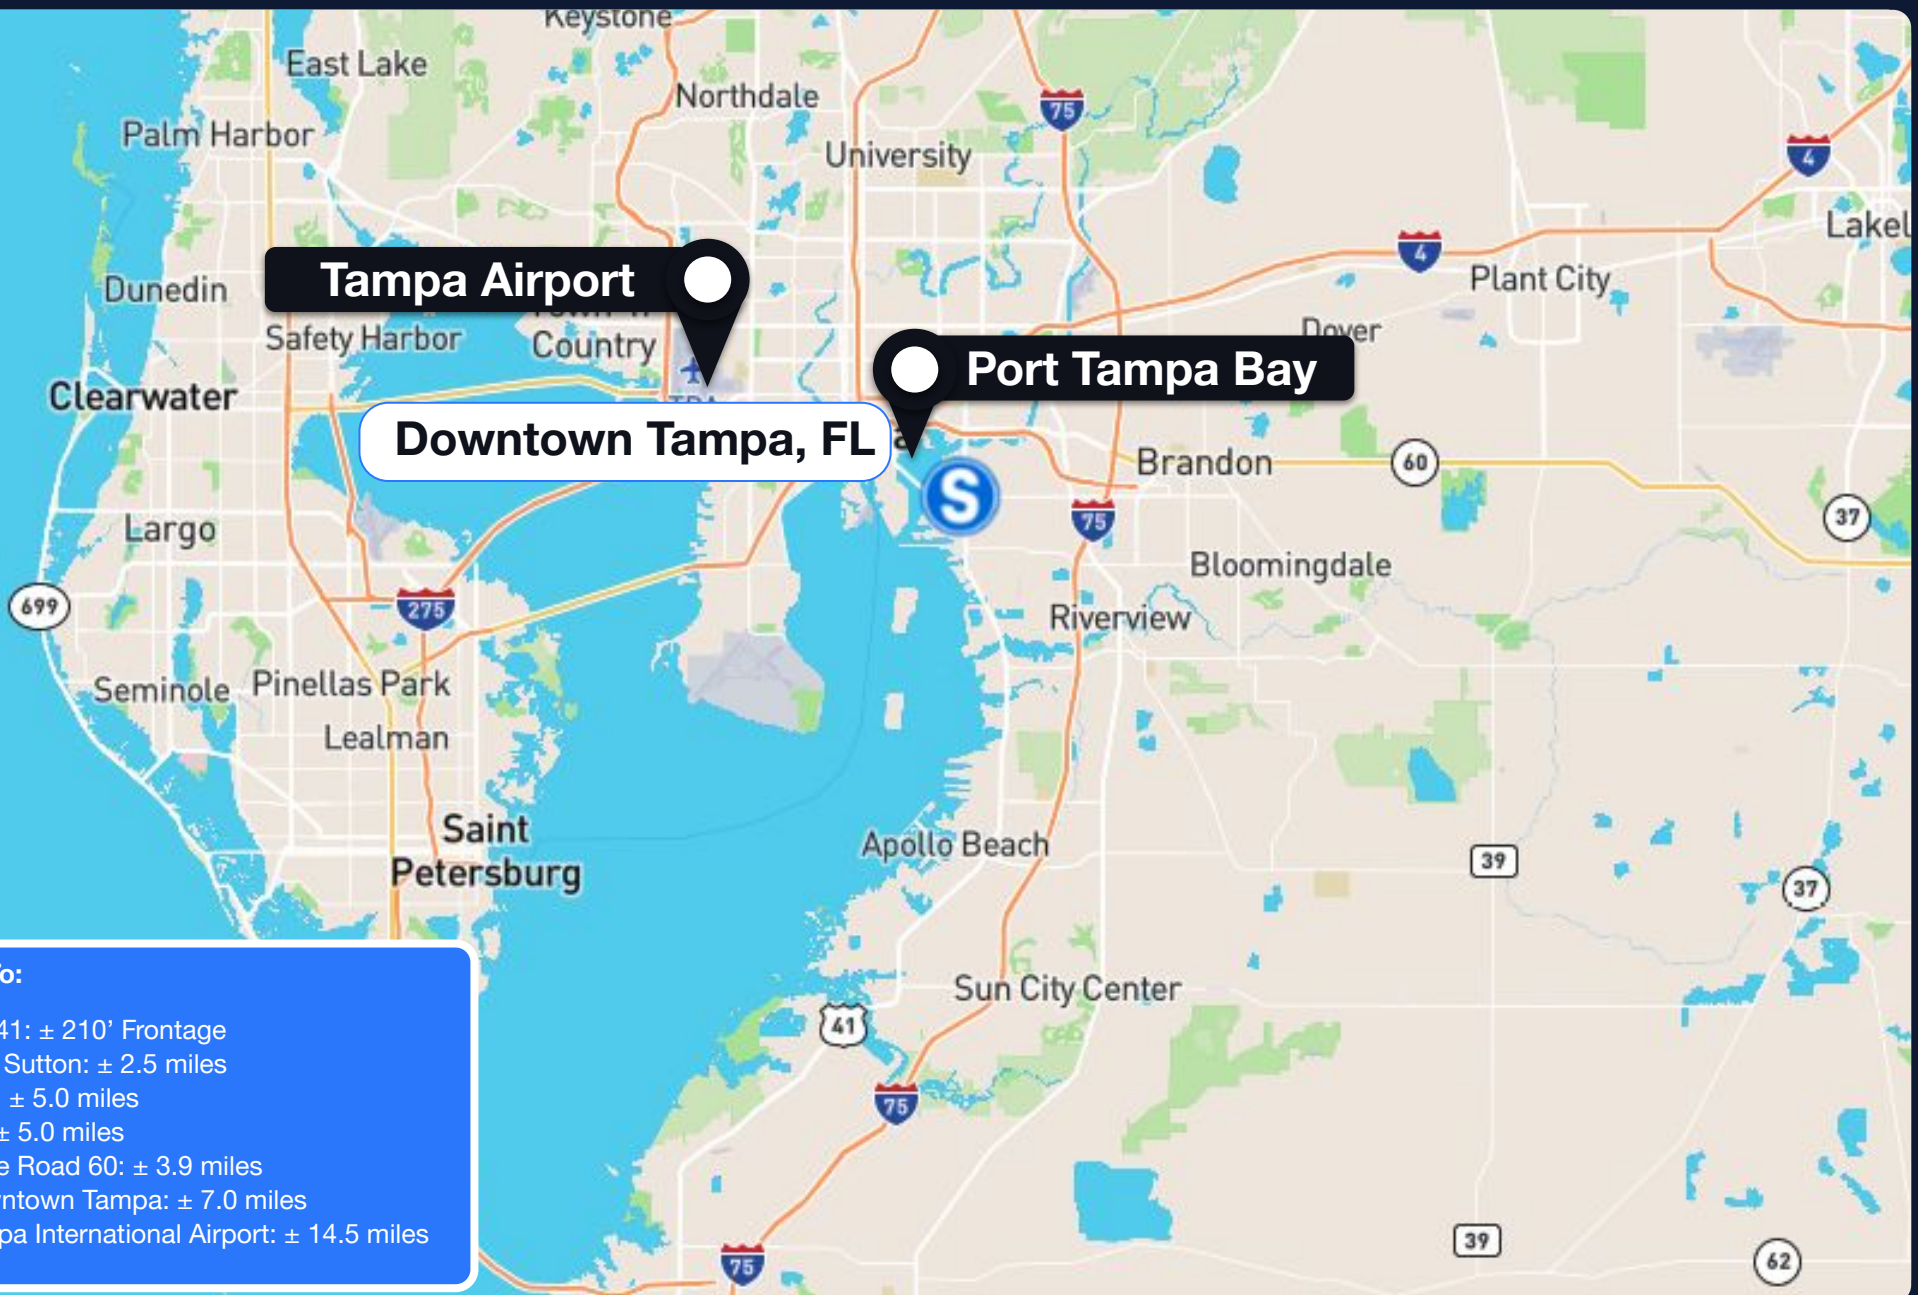 Keystone
East Lake
Northdale
75
Palm Harbor
University
4
Lakel
Tampa Airport
4
Plant City
Dunedin
Safety Harbor
Country
Dover
Port Tampa Bay
Clearwater
Downtown Tampa, FL
Brandon
60
S
75
37
Largo
Bloomingdale
699
275
Riverview
Seminole
Pinellas Park
Lealman
Saint
Petersburg
Apollo Beach
39
37
Sun City Center
41
75
39
62
75
To:
41: ± 210’ Frontage
Sutton: ± 2.5 miles
± 5.0 miles
± 5.0 miles
e Road 60: ± 3.9 miles
ntown Tampa: ± 7.0 miles
pa International Airport: ± 14.5 miles